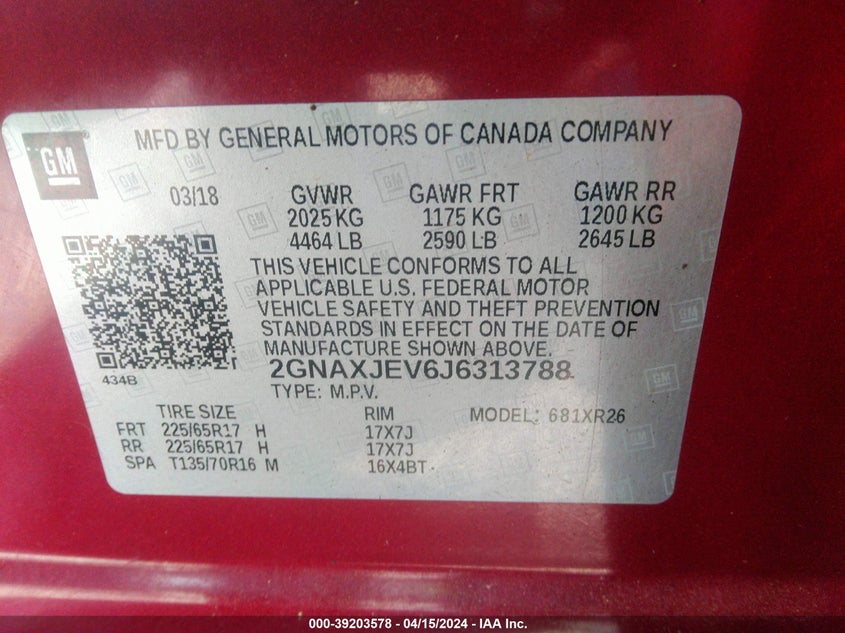 GM
MFD BY GENERAL MOTORS OF CANADA COMPANY
03/18 GVWR GAWR FRT GAWR RR
2025 KG 1175 KG 1200 KG
4464 LB 2590 LB 2645 LB
THIS VEHICLE CONFORMS TO ALL
APPLICABLE U.S. FEDERAL MOTOR
VEHICLE SAFETY AND THEFT PREVENTION
STANDARDS IN EFFECT ON THE DATE OF
MANUFACTURE SHOWN ABOVE.
434B
2GNAXJEV6J6313788
TYPE: M.P.V.
TIRE SIZE RIM MODEL: 681XR26
FRT 225/65R17 H 17X7J
RR 225/65R17 H 17X7J
SPA T135/70R16 M 16X4BT
000-39203578 - 04/15/2024 - IAA Inc.